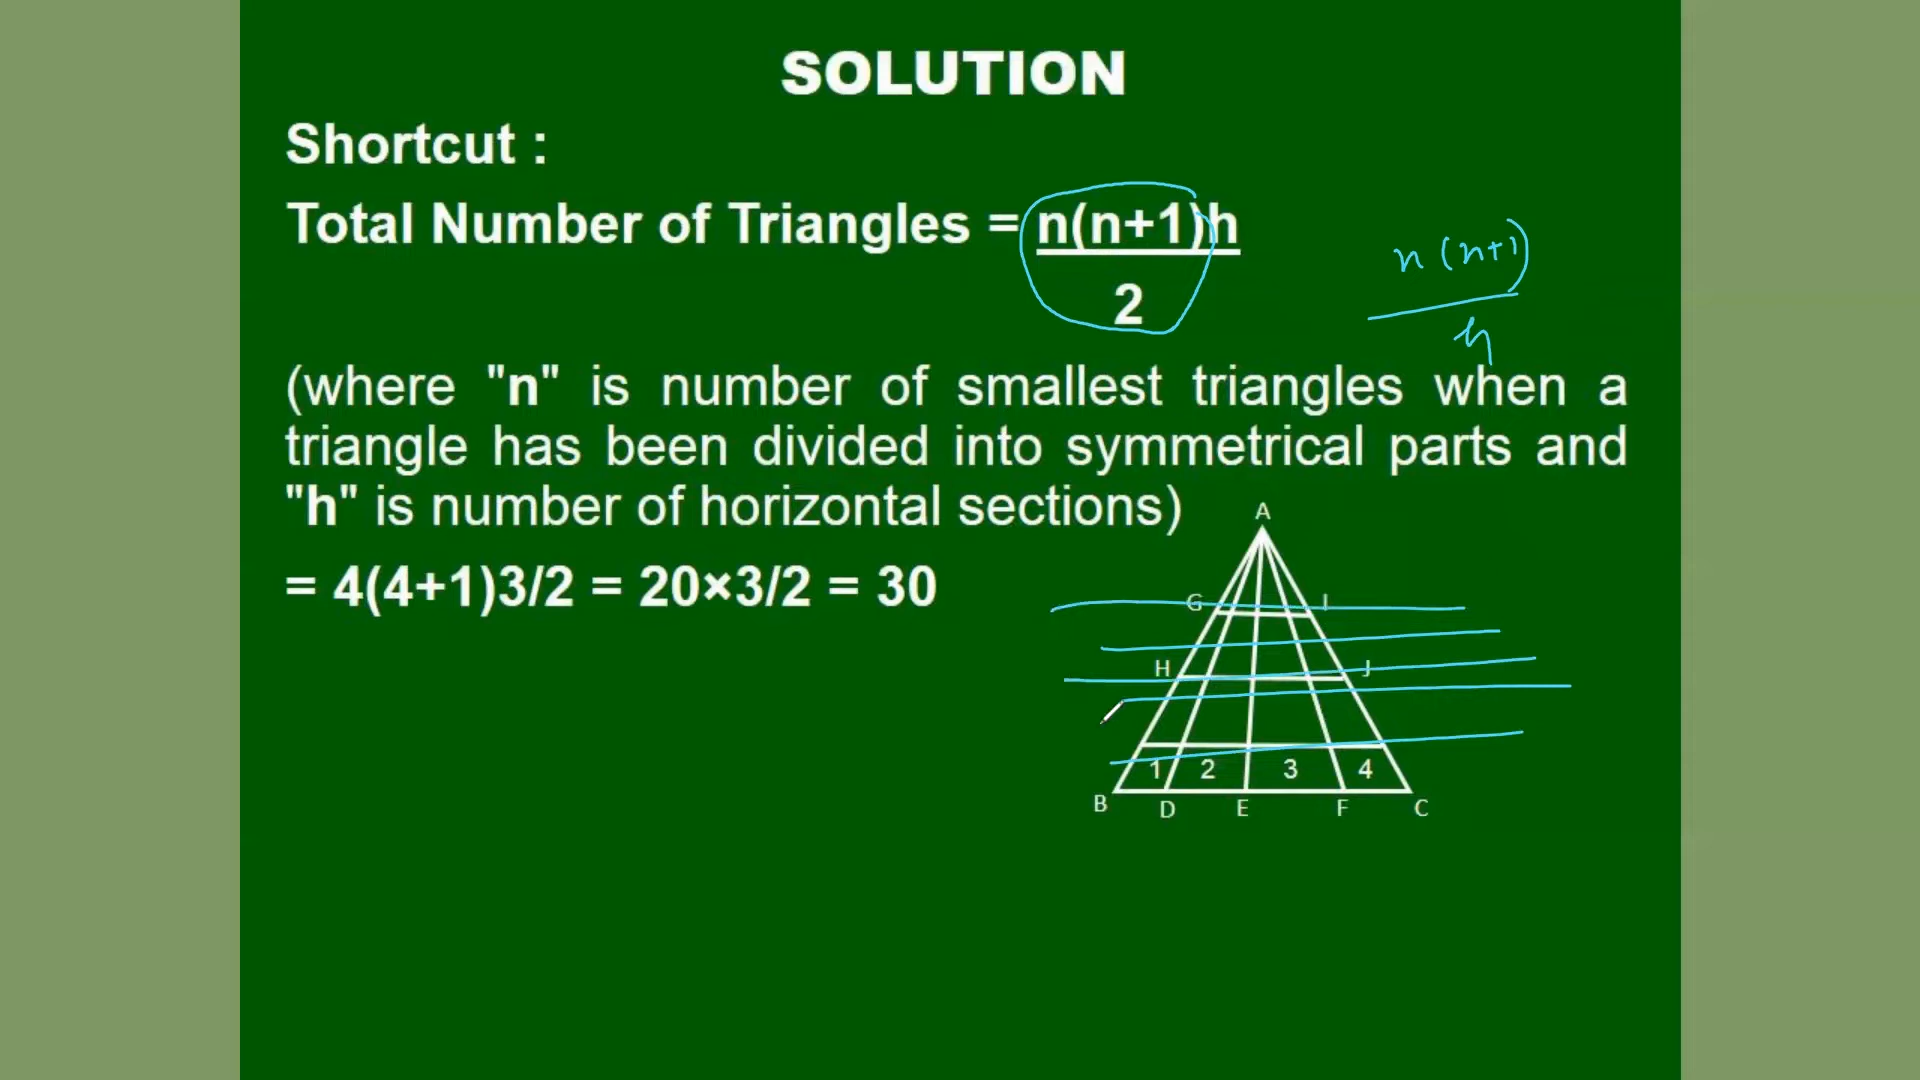 SOLUTION
Shortcut :
Total Number of Triangles = n(n+1)h
2
n (n+1)
(where "n" is number of smallest triangles when a
triangle has been divided into symmetrical parts and
"h" is number of horizontal sections)
= 4(4+1)3/2 = 20×3/2 = 30
A
G I
H J
1 2 3 4
B D E F C